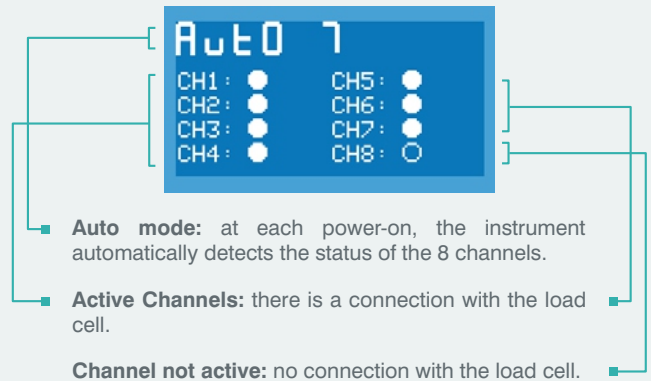 AutO 7
CH1: CH5:
CH2: CH6:
CH3: CH7:
CH4: CH8:
Auto mode: at each power-on, the instrument
automatically detects the status of the 8 channels.
Active Channels: there is a connection with the load
cell.
Channel not active: no connection with the load cell.